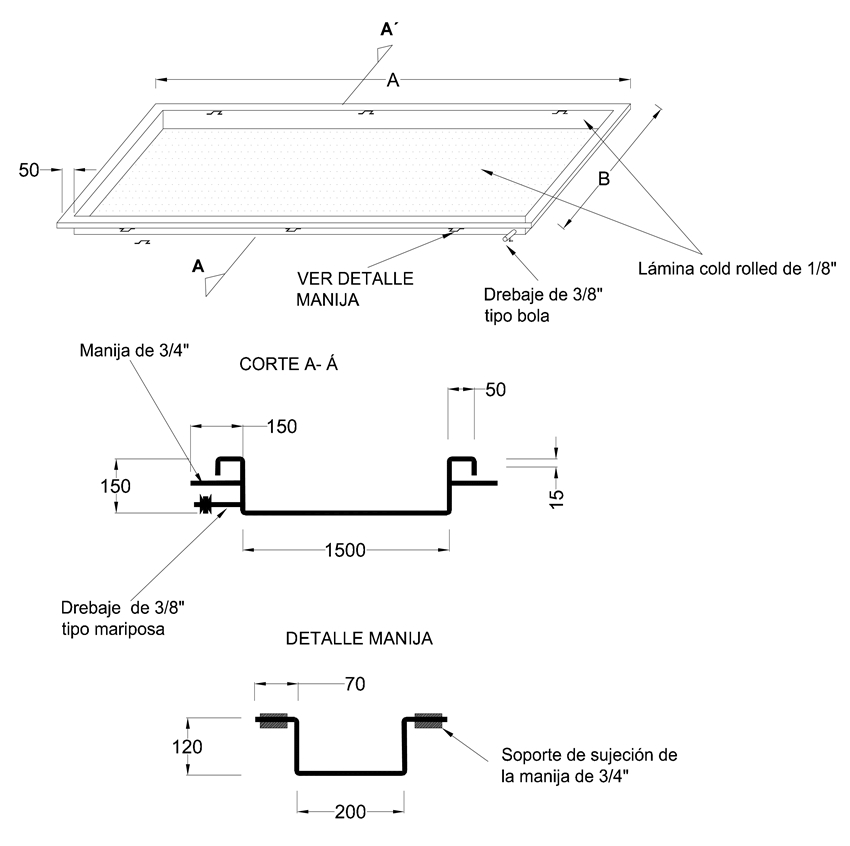 A´
A
50
B
A
VER DETALLE
MANIJA
Lámina cold rolled de 1/8"
Drebaje de 3/8"
tipo bola
Manija de 3/4"
CORTE A- Á
50
150
150
15
1500
Drebaje de 3/8"
tipo mariposa
DETALLE MANIJA
70
120
Soporte de sujeción de
la manija de 3/4"
200